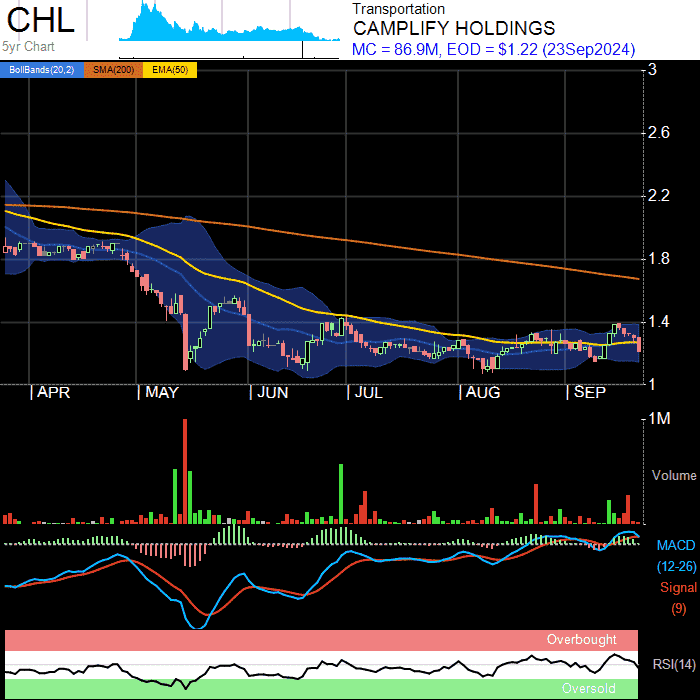 CHL
5yr Chart
Transportation
CAMPLIFY HOLDINGS
MC = 86.9M, EOD = $1.22 (23Sep2024)
BollBands(20,2) SMA(200) EMA(50)
3
2.6
2.2
1.8
1.4
1
APR MAY JUN JUL AUG SEP
1M
Volume
MACD
(12-26)
Signal
(9)
Overbought
RSI(14)
Oversold